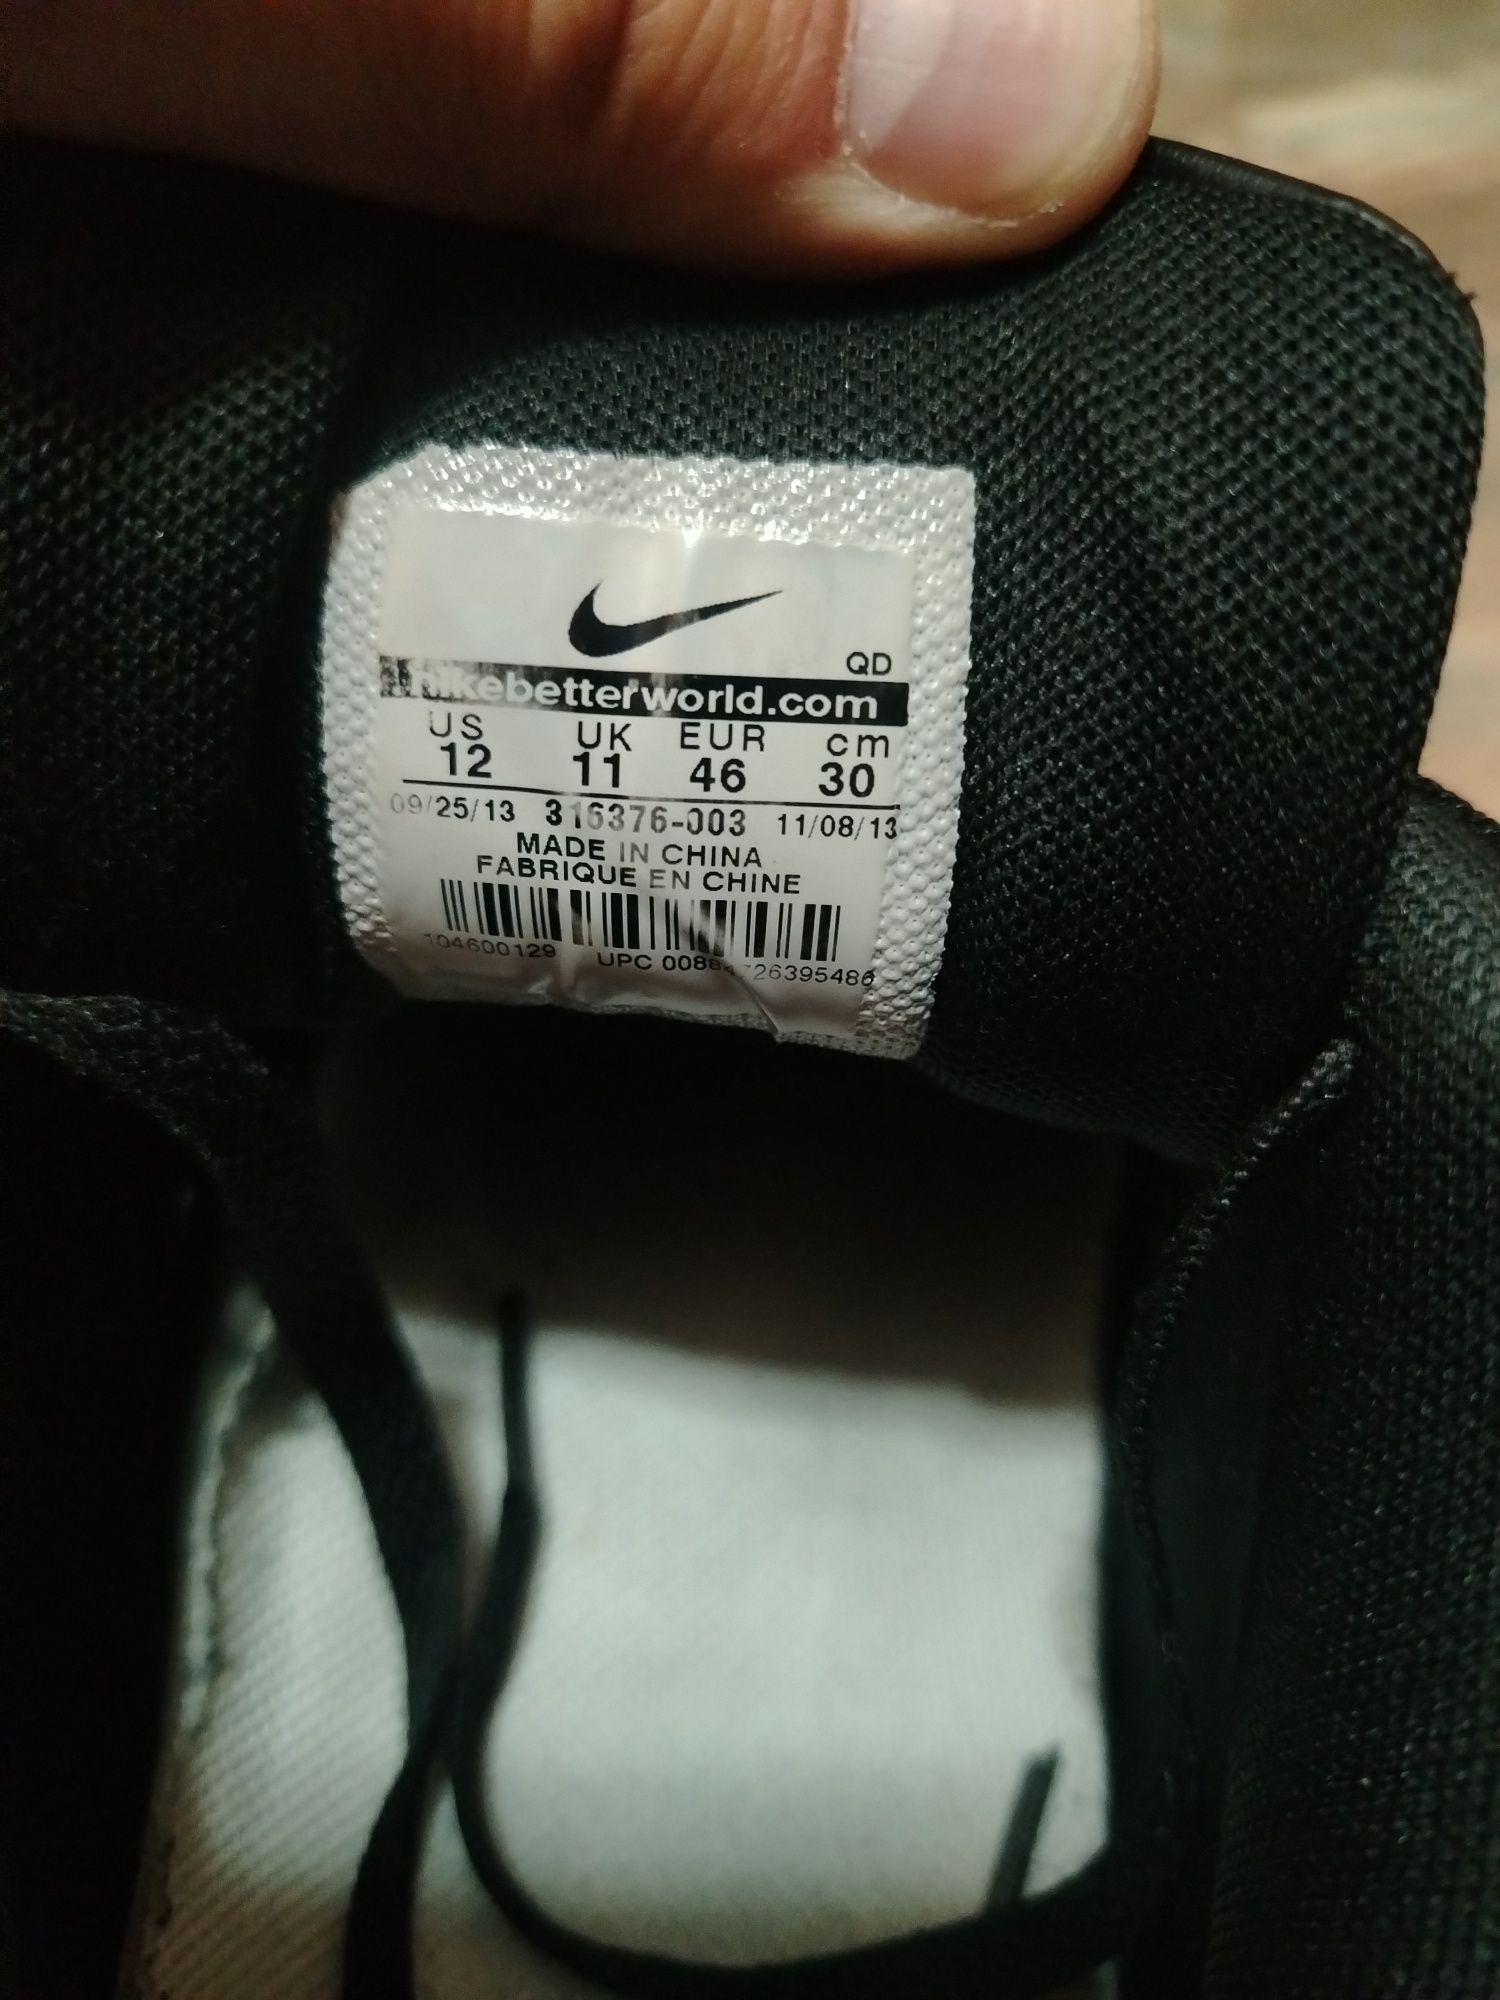 QD
nikebetterworld.com
US UK EUR cm
12 11 46 30
09/25/13 316376-003 11/08/13
MADE IN CHINA
FABRIQUE EN CHINE
104600129 UPC 00884726395486